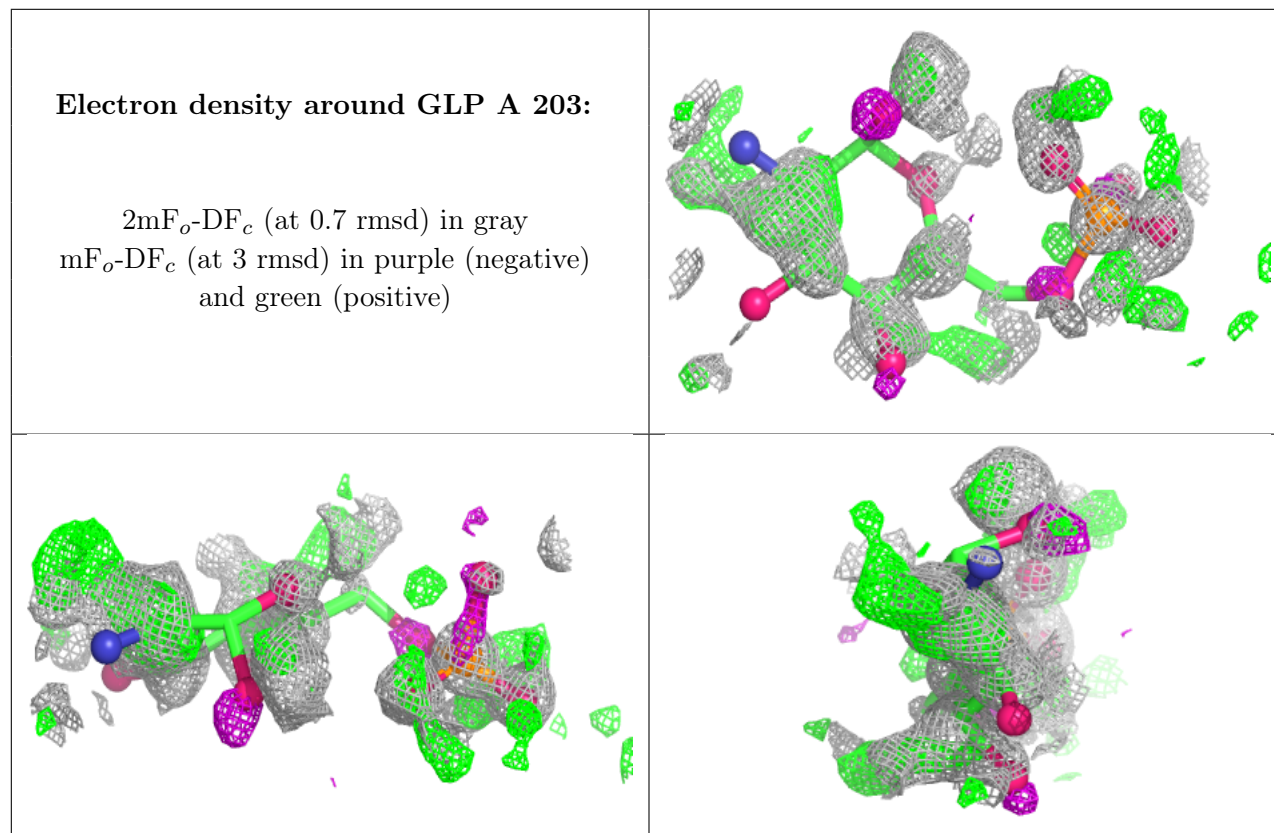 Electron density around GLP A 203:
2mFo-DFc (at 0.7 rmsd) in gray
mFo-DFc (at 3 rmsd) in purple (negative)
and green (positive)